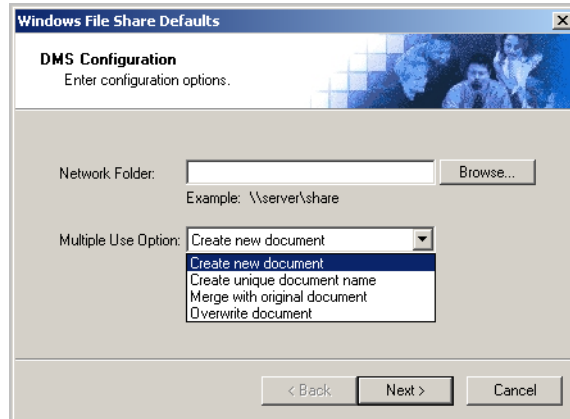 Windows File Share Defaults
DMS Configuration
Enter configuration options.
Network Folder:
Browse...
Example: \\server\share
Multiple Use Option: Create new document
Create new document
Create unique document name
Merge with original document
Overwrite document
< Back Next > Cancel